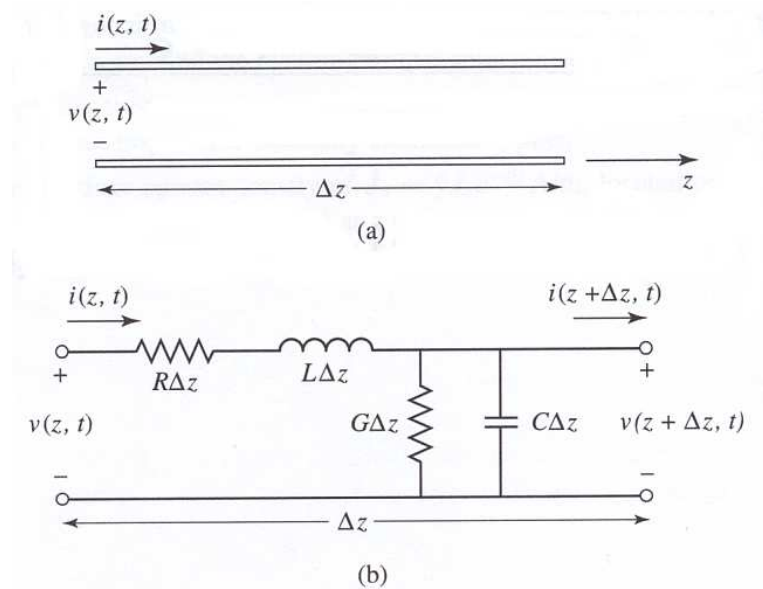 i(z, t)
+
v(z, t)
−
Δz
z
(a)
i(z, t)
i(z +Δz, t)
+
RΔz
LΔz
+
v(z, t)
GΔz
CΔz
v(z + Δz, t)
−
−
Δz
(b)